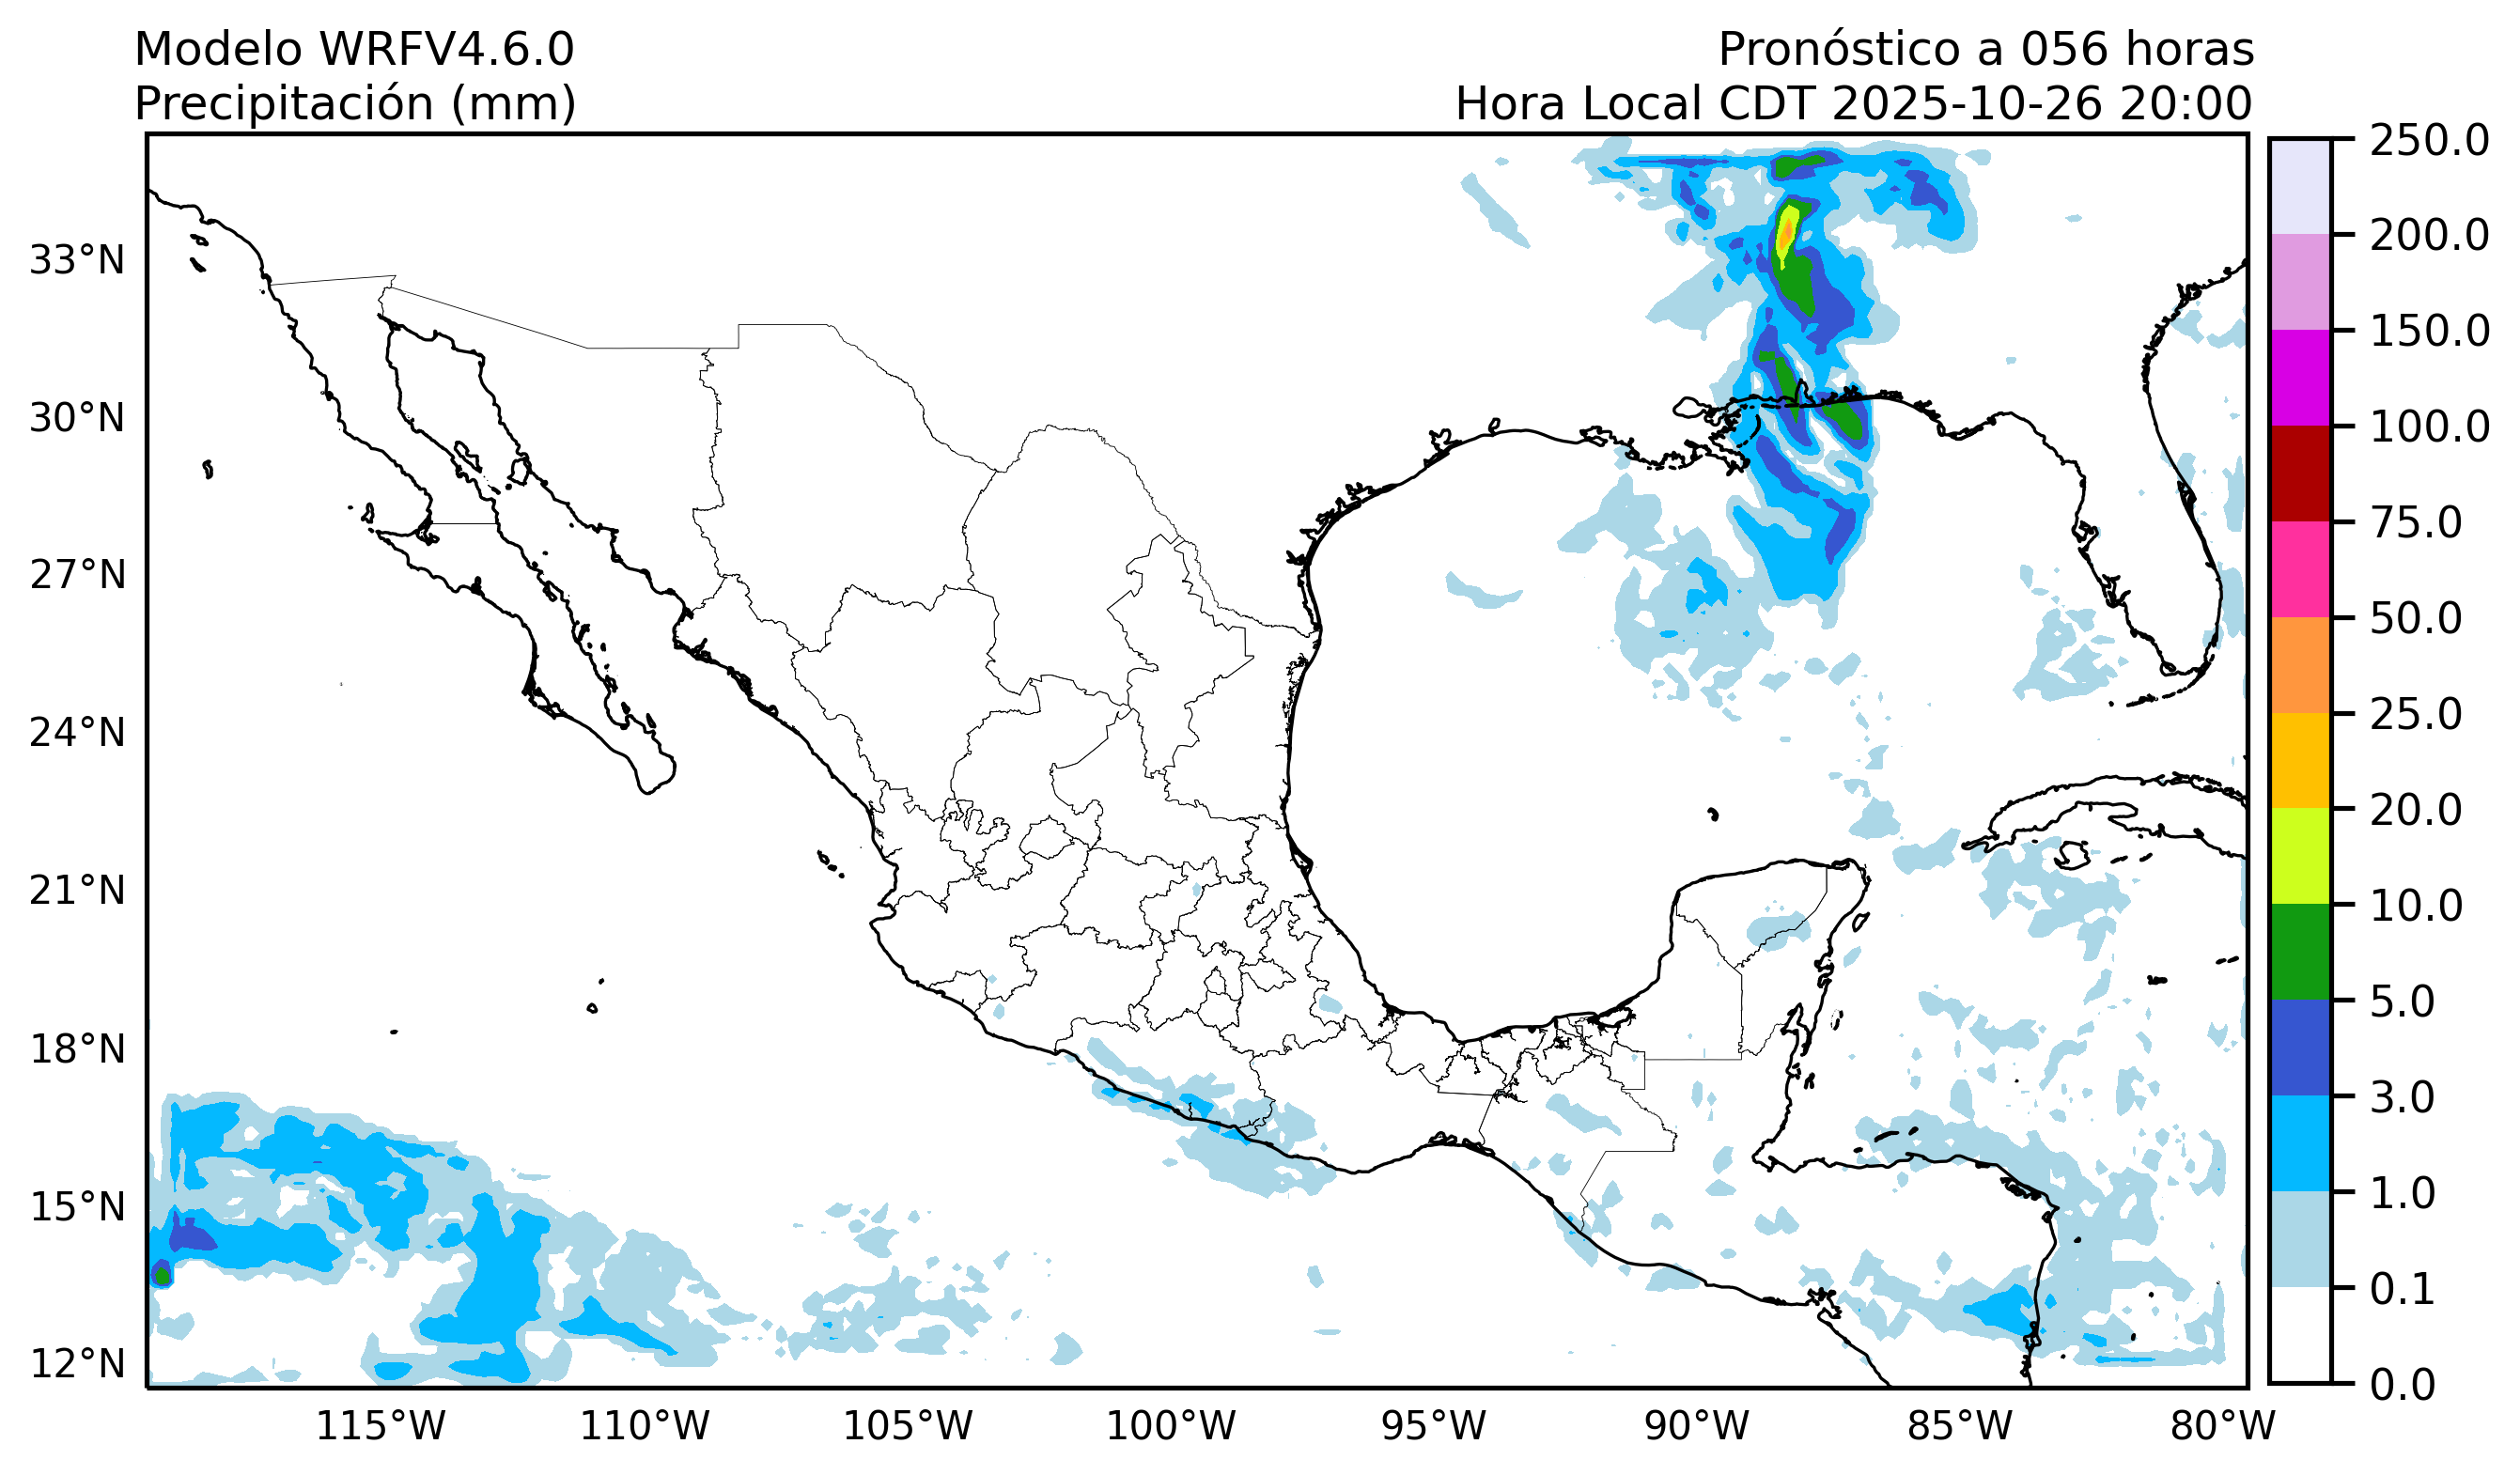 Modelo WRFV4.6.0
Precipitación (mm)
Pronóstico a 056 horas
Hora Local CDT 2025-10-26 20:00
33°N
30°N
27°N
24°N
21°N
18°N
15°N
12°N
115°W
110°W
105°W
100°W
95°W
90°W
85°W
80°W
250.0
200.0
150.0
100.0
75.0
50.0
25.0
20.0
10.0
5.0
3.0
1.0
0.1
0.0